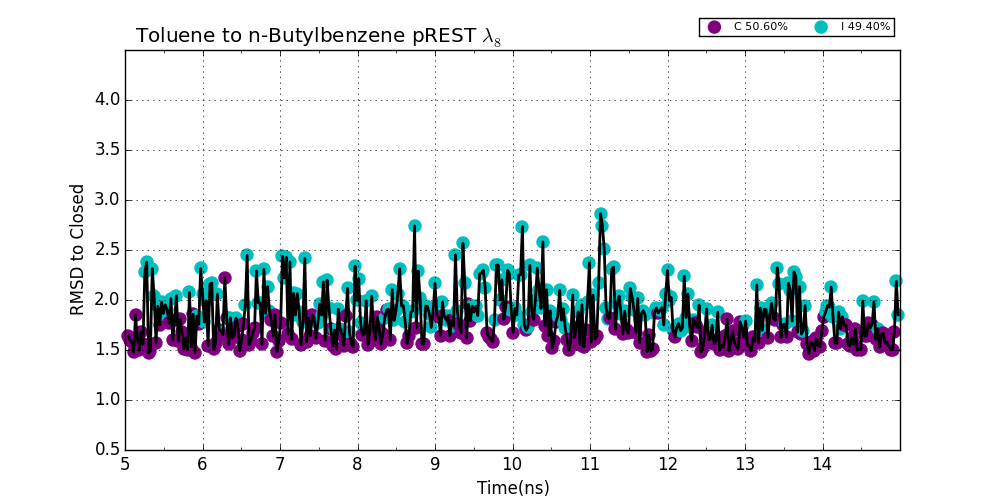 Toluene to n-Butylbenzene pREST λ8
C 50.60% I 49.40%
4.0
3.5
3.0
2.5
2.0
1.5
1.0
0.5
RMSD to Closed
5 6 7 8 9 10 11 12 13 14
Time(ns)